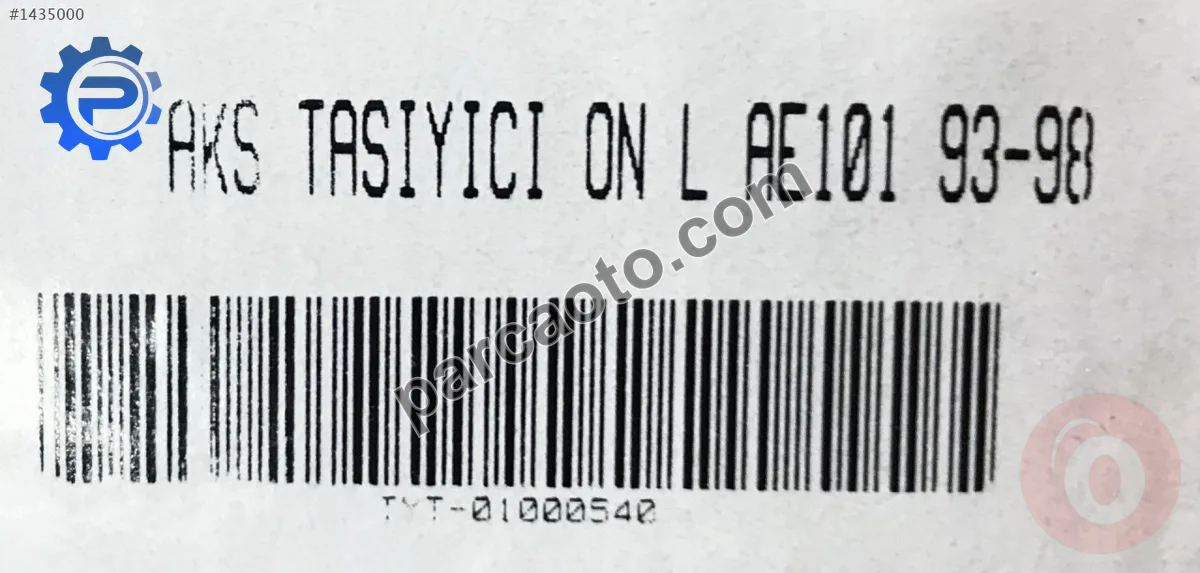 #1435000
AKS TASIYICI ON L AE101 93-98
parcaoto.com
TYT-01000540